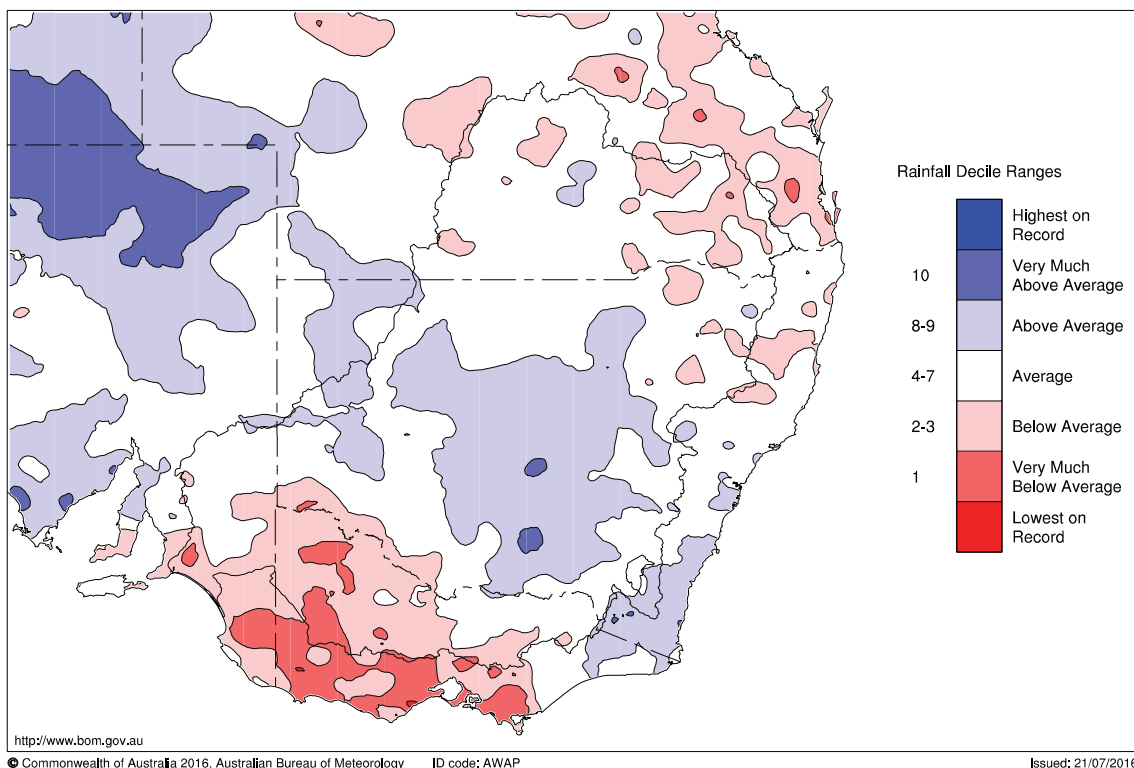 Rainfall Decile Ranges
Highest on
Record
10
Very Much
Above Average
8-9
Above Average
4-7
Average
2-3
Below Average
1
Very Much
Below Average
Lowest on
Record
http://www.bom.gov.au
© Commonwealth of Australia 2016, Australian Bureau of Meteorology ID code: AWAP Issued: 21/07/2016